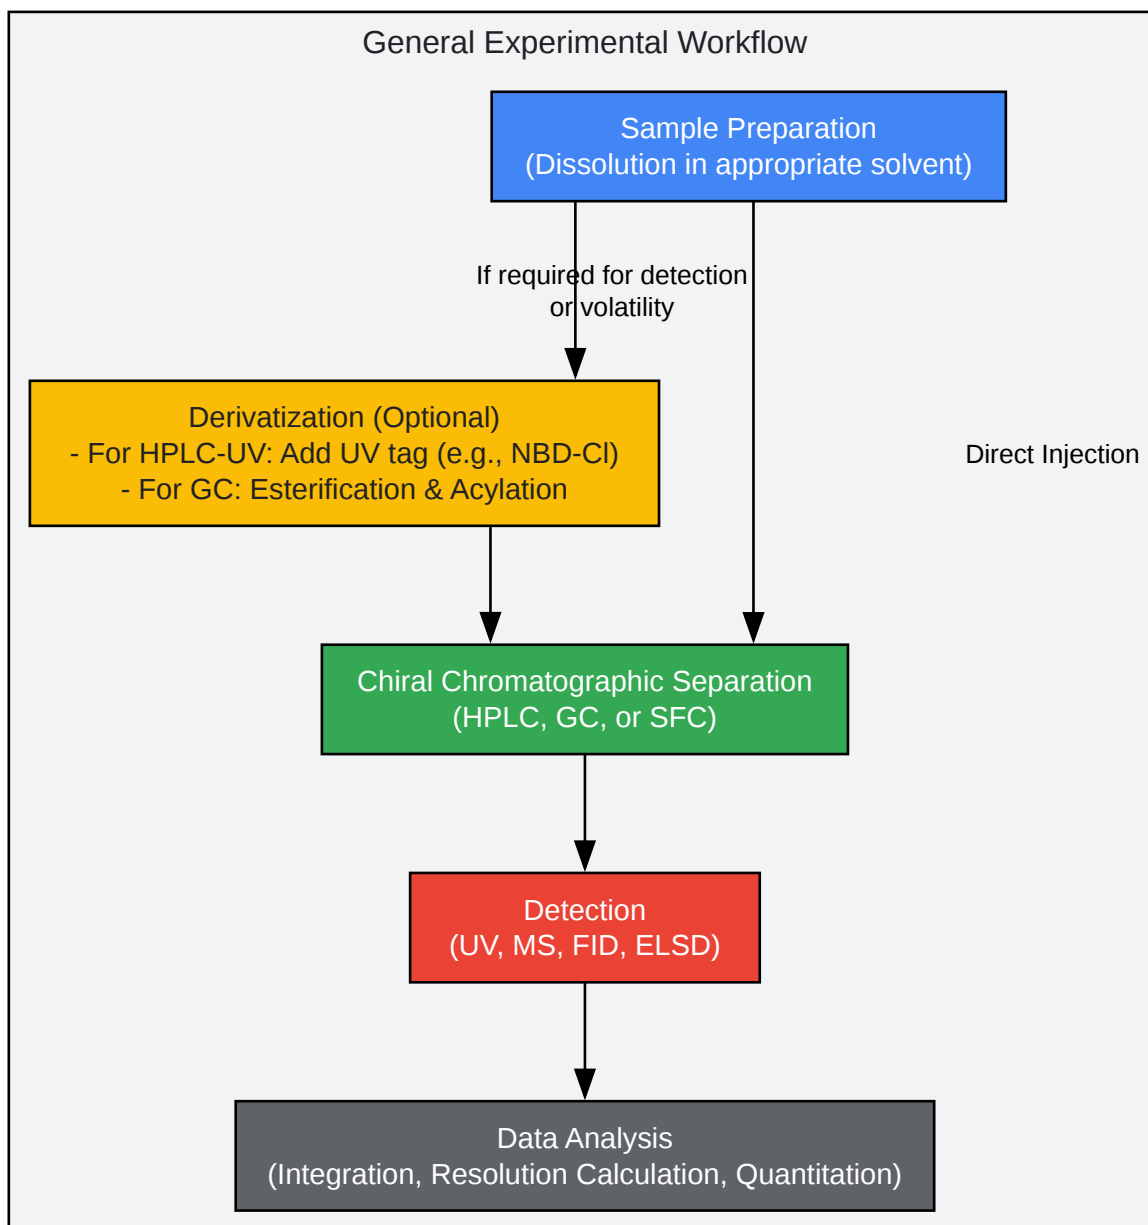 General Experimental Workflow
Sample Preparation
(Dissolution in appropriate solvent)
If required for detection
or volatility
Derivatization (Optional)
- For HPLC-UV: Add UV tag (e.g., NBD-Cl)
- For GC: Esterification & Acylation
Direct Injection
Chiral Chromatographic Separation
(HPLC, GC, or SFC)
Detection
(UV, MS, FID, ELSD)
Data Analysis
(Integration, Resolution Calculation, Quantitation)